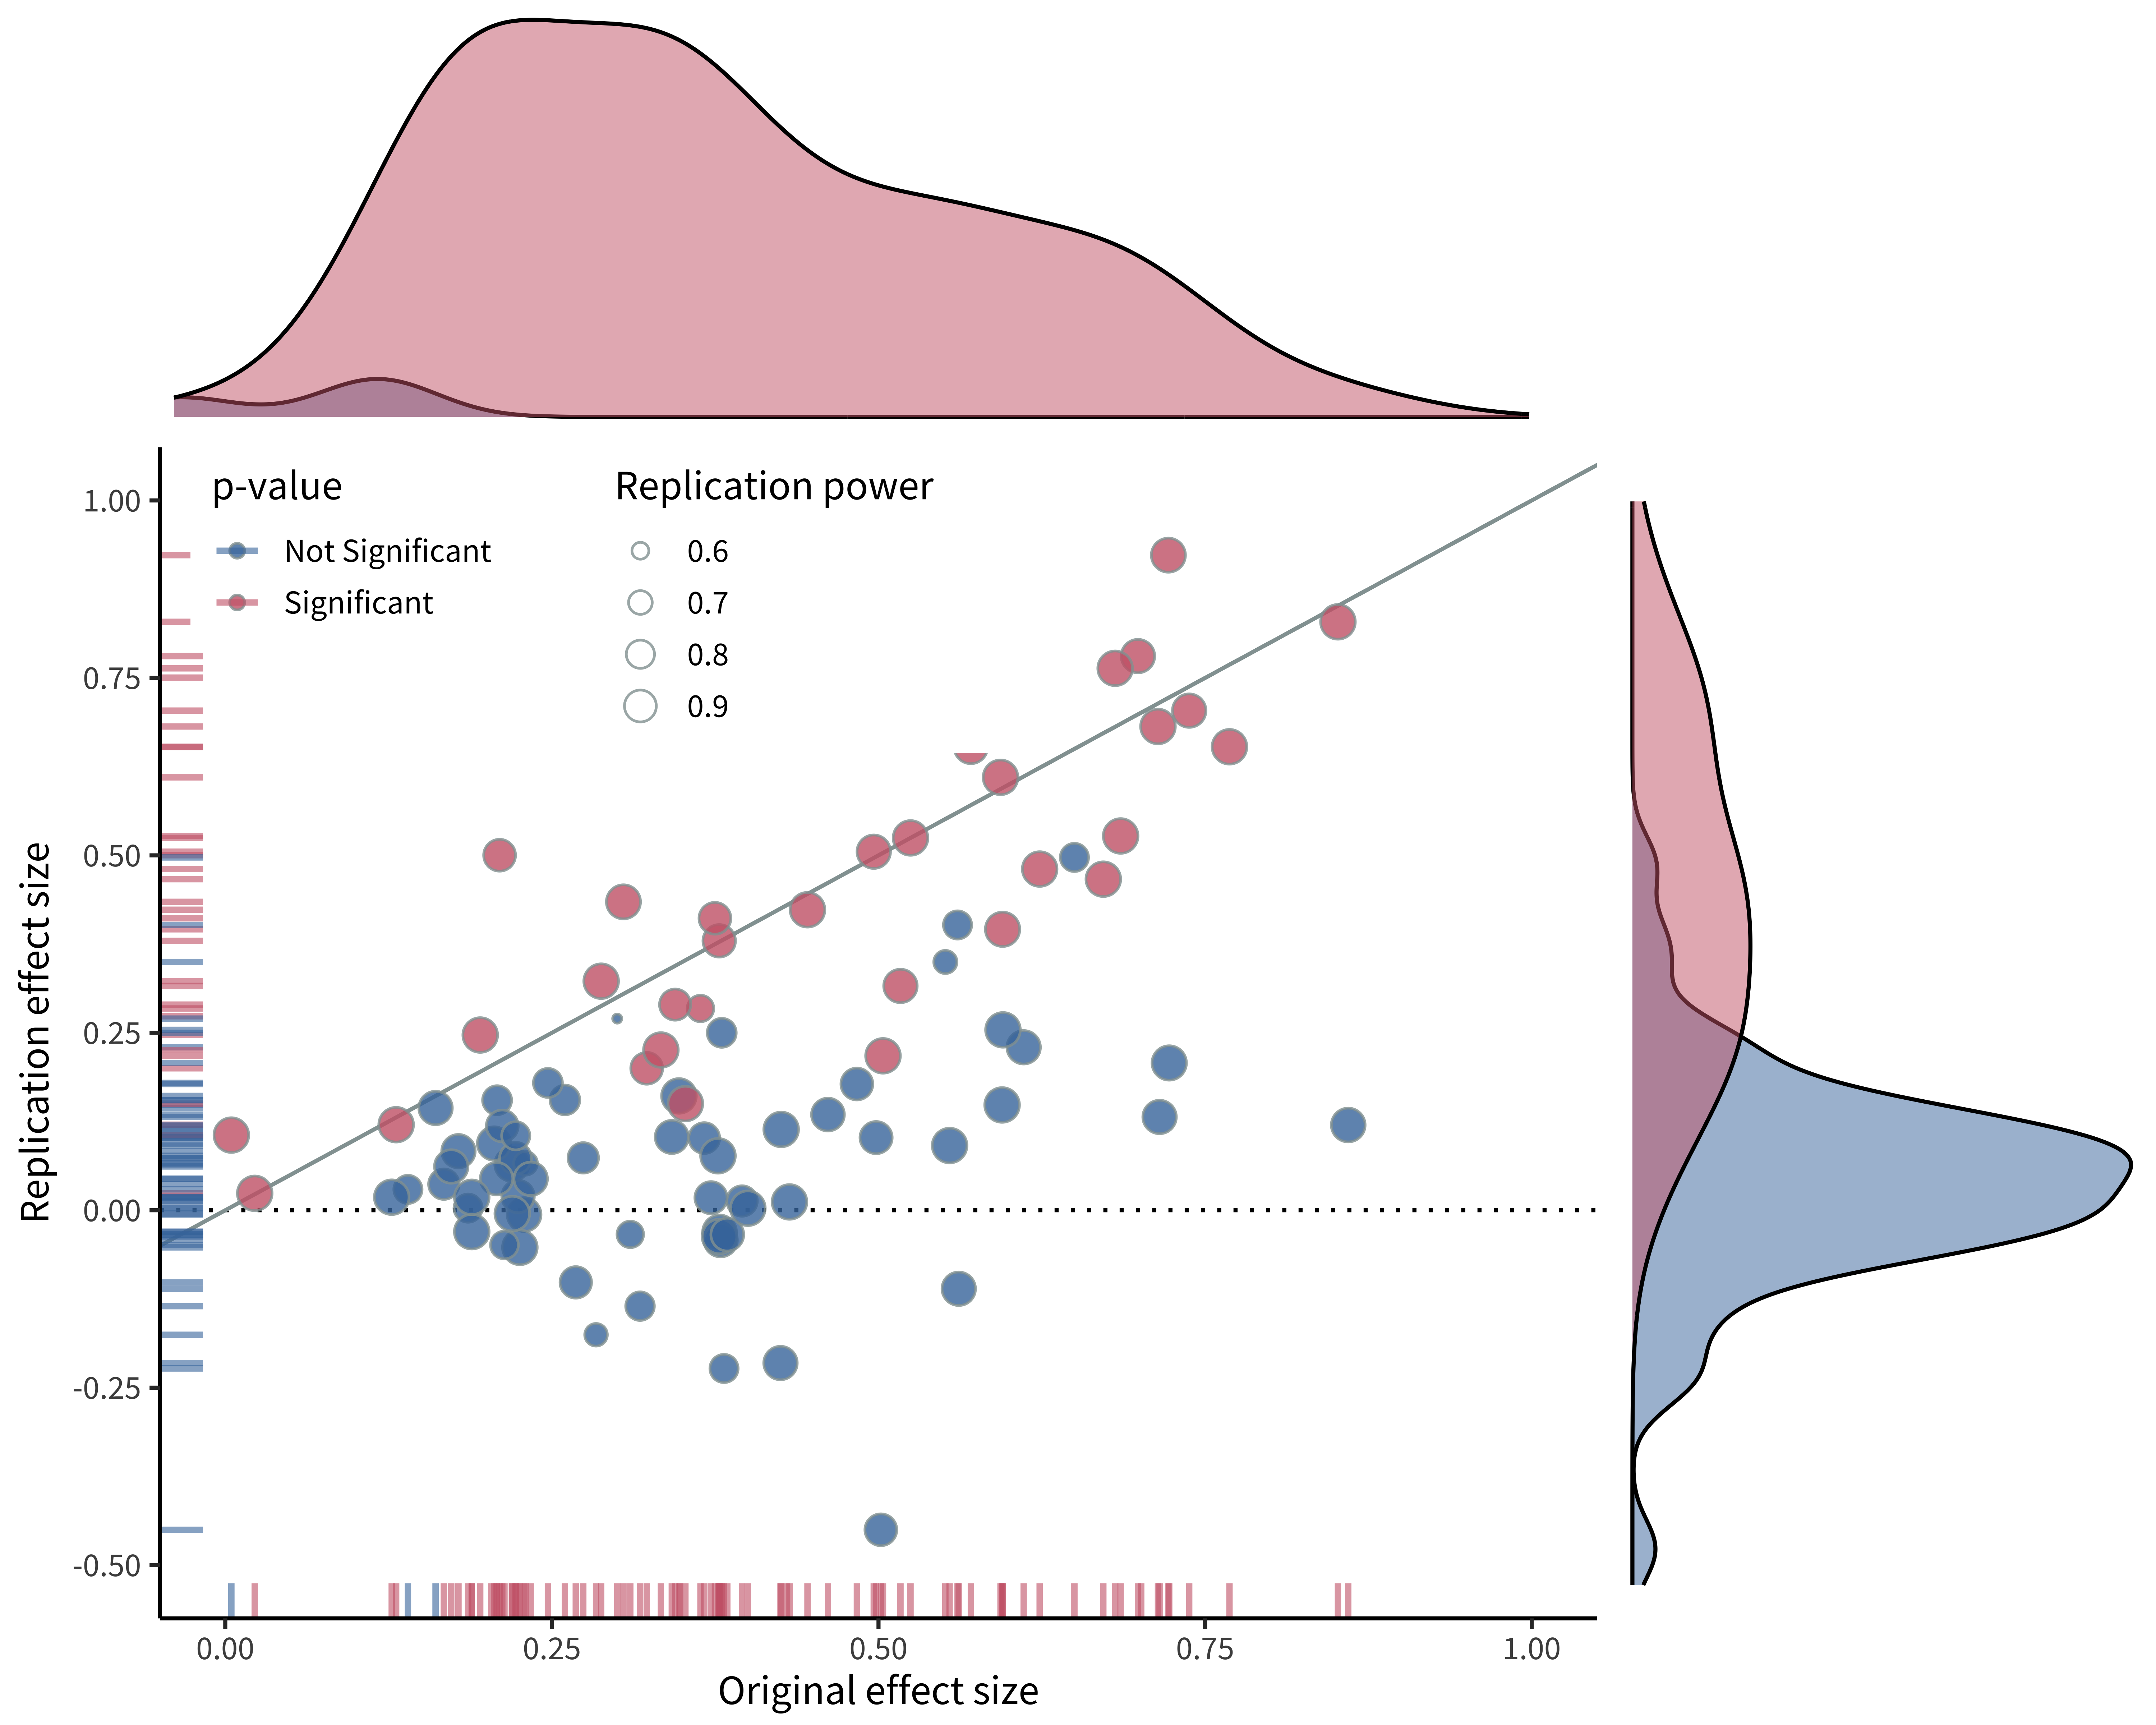 p-value
Not Significant
Significant
Replication power
0.6
0.7
0.8
0.9
Replication effect size
1.00
0.75
0.50
0.25
0.00
-0.25
-0.50
0.00 0.25 0.50 0.75 1.00
Original effect size